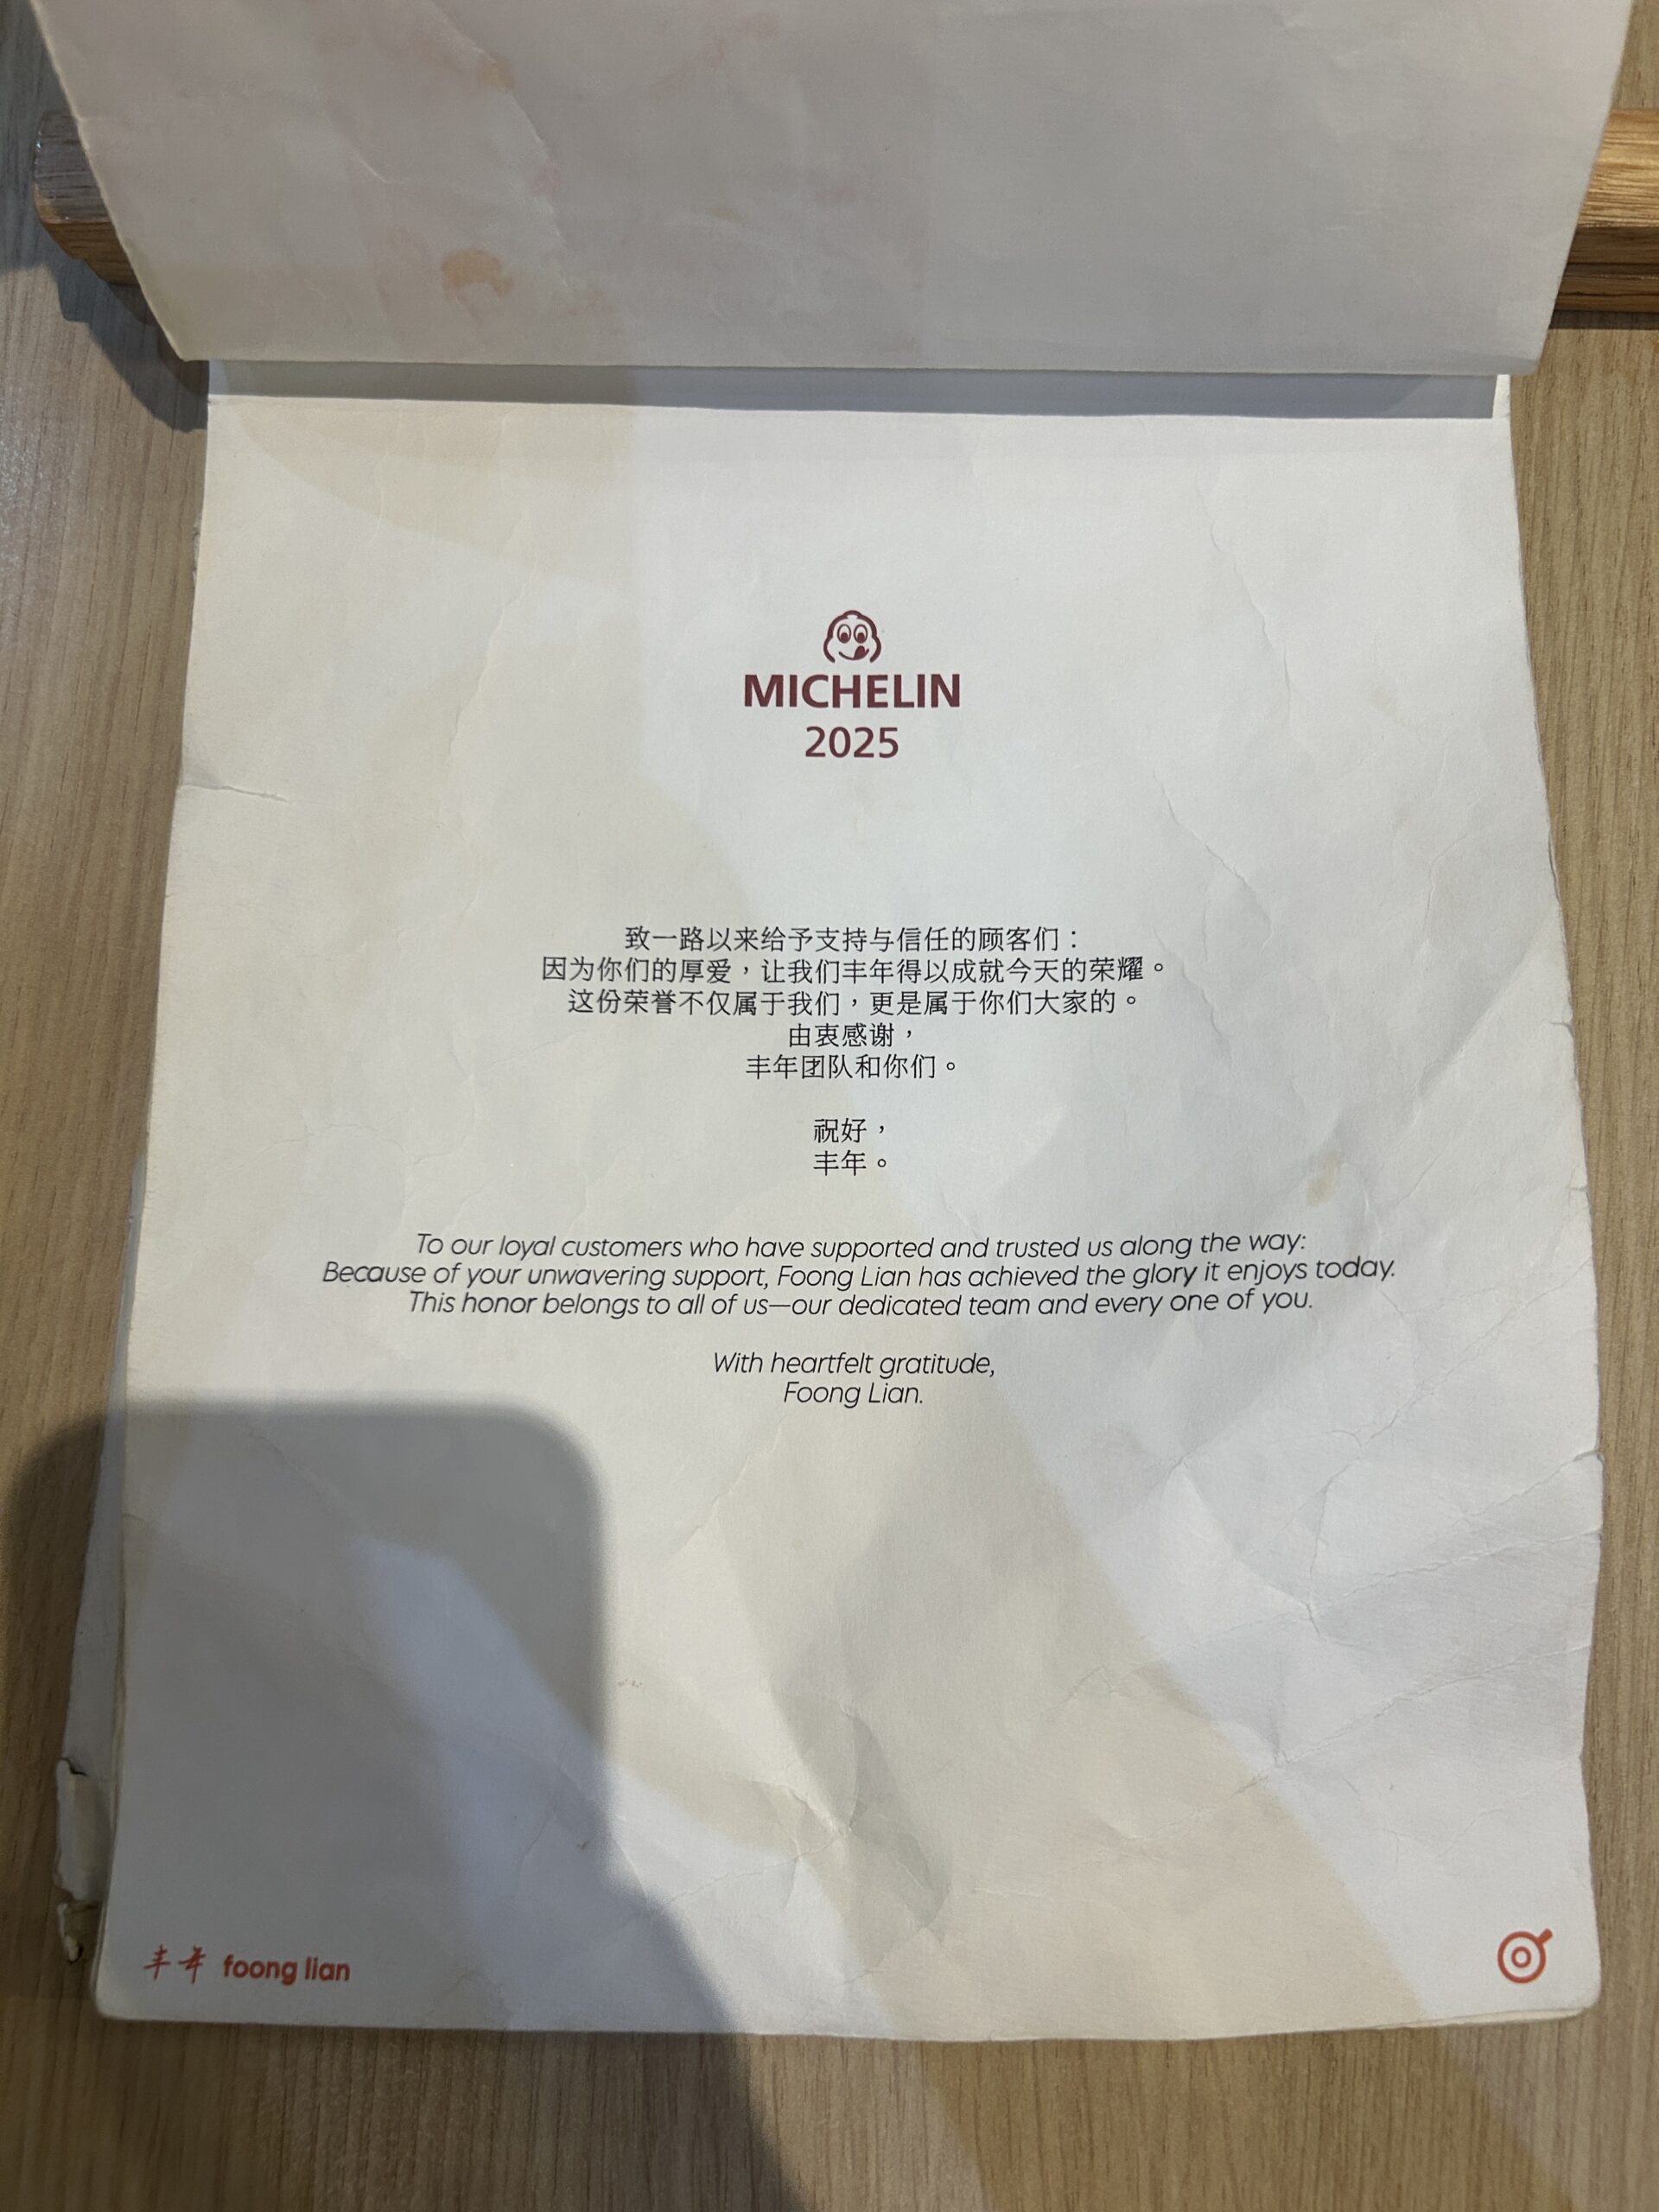 MICHELIN
2025
致一路以来给予支持与信任的顾客们：
因为你们的厚爱，让我们丰年得以成就今天的荣耀。
这份荣誉不仅属于我们，更是属于你们大家的。
由衷感谢，
丰年团队和你们。
祝好，
丰年。
To our loyal customers who have supported and trusted us along the way:
Because of your unwavering support, Foong Lian has achieved the glory it enjoys today.
This honor belongs to all of us—our dedicated team and every one of you.
With heartfelt gratitude,
Foong Lian.
丰年 foong lian